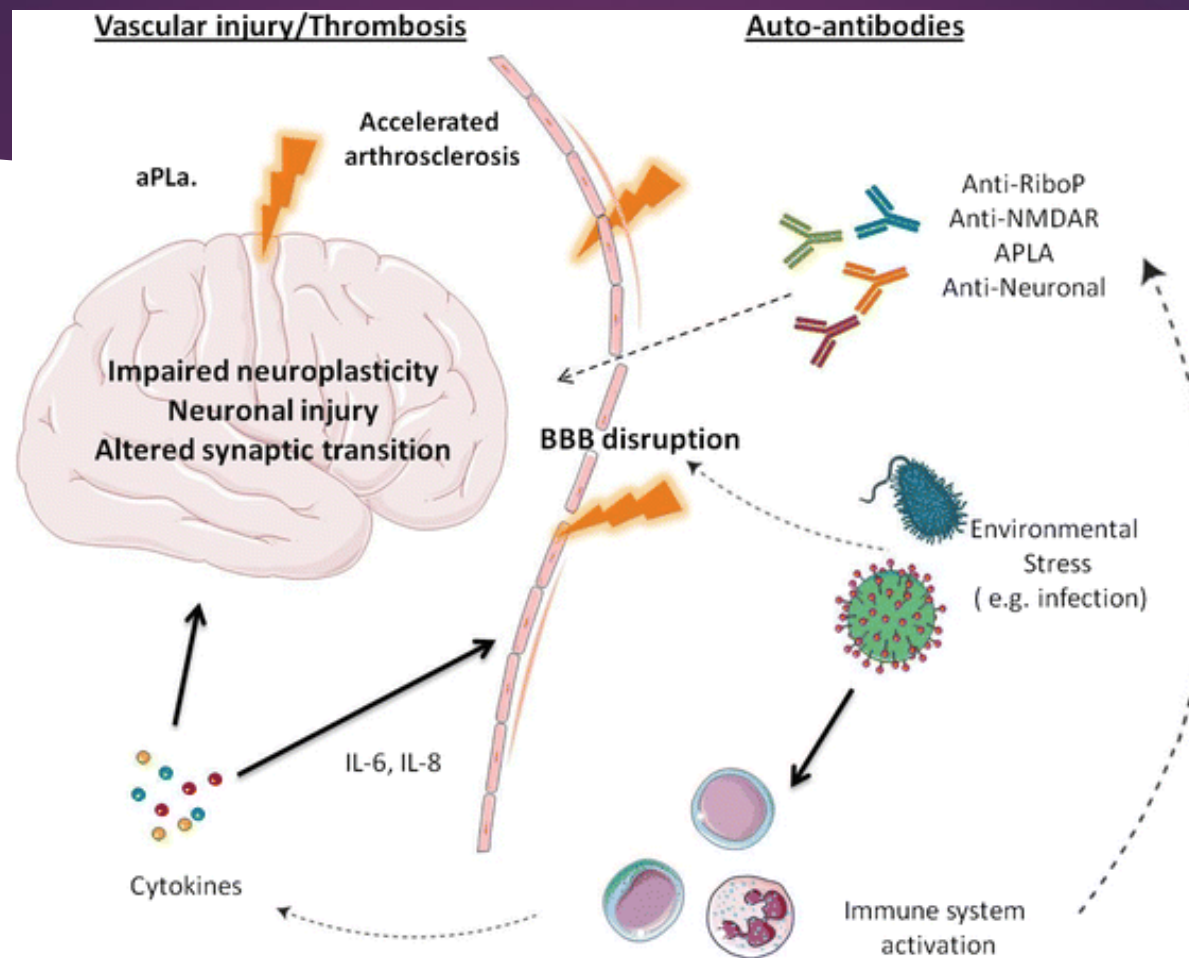 Vascular injury/Thrombosis
Auto-antibodies
Accelerated
arthrosclerosis
aPLa.
Anti-RiboP
Anti-NMDAR
APLA
Anti-Neuronal
Impaired neuroplasticity
Neuronal injury
Altered synaptic transition
BBB disruption
Environmental
Stress
( e.g. infection)
IL-6, IL-8
Cytokines
Immune system
activation